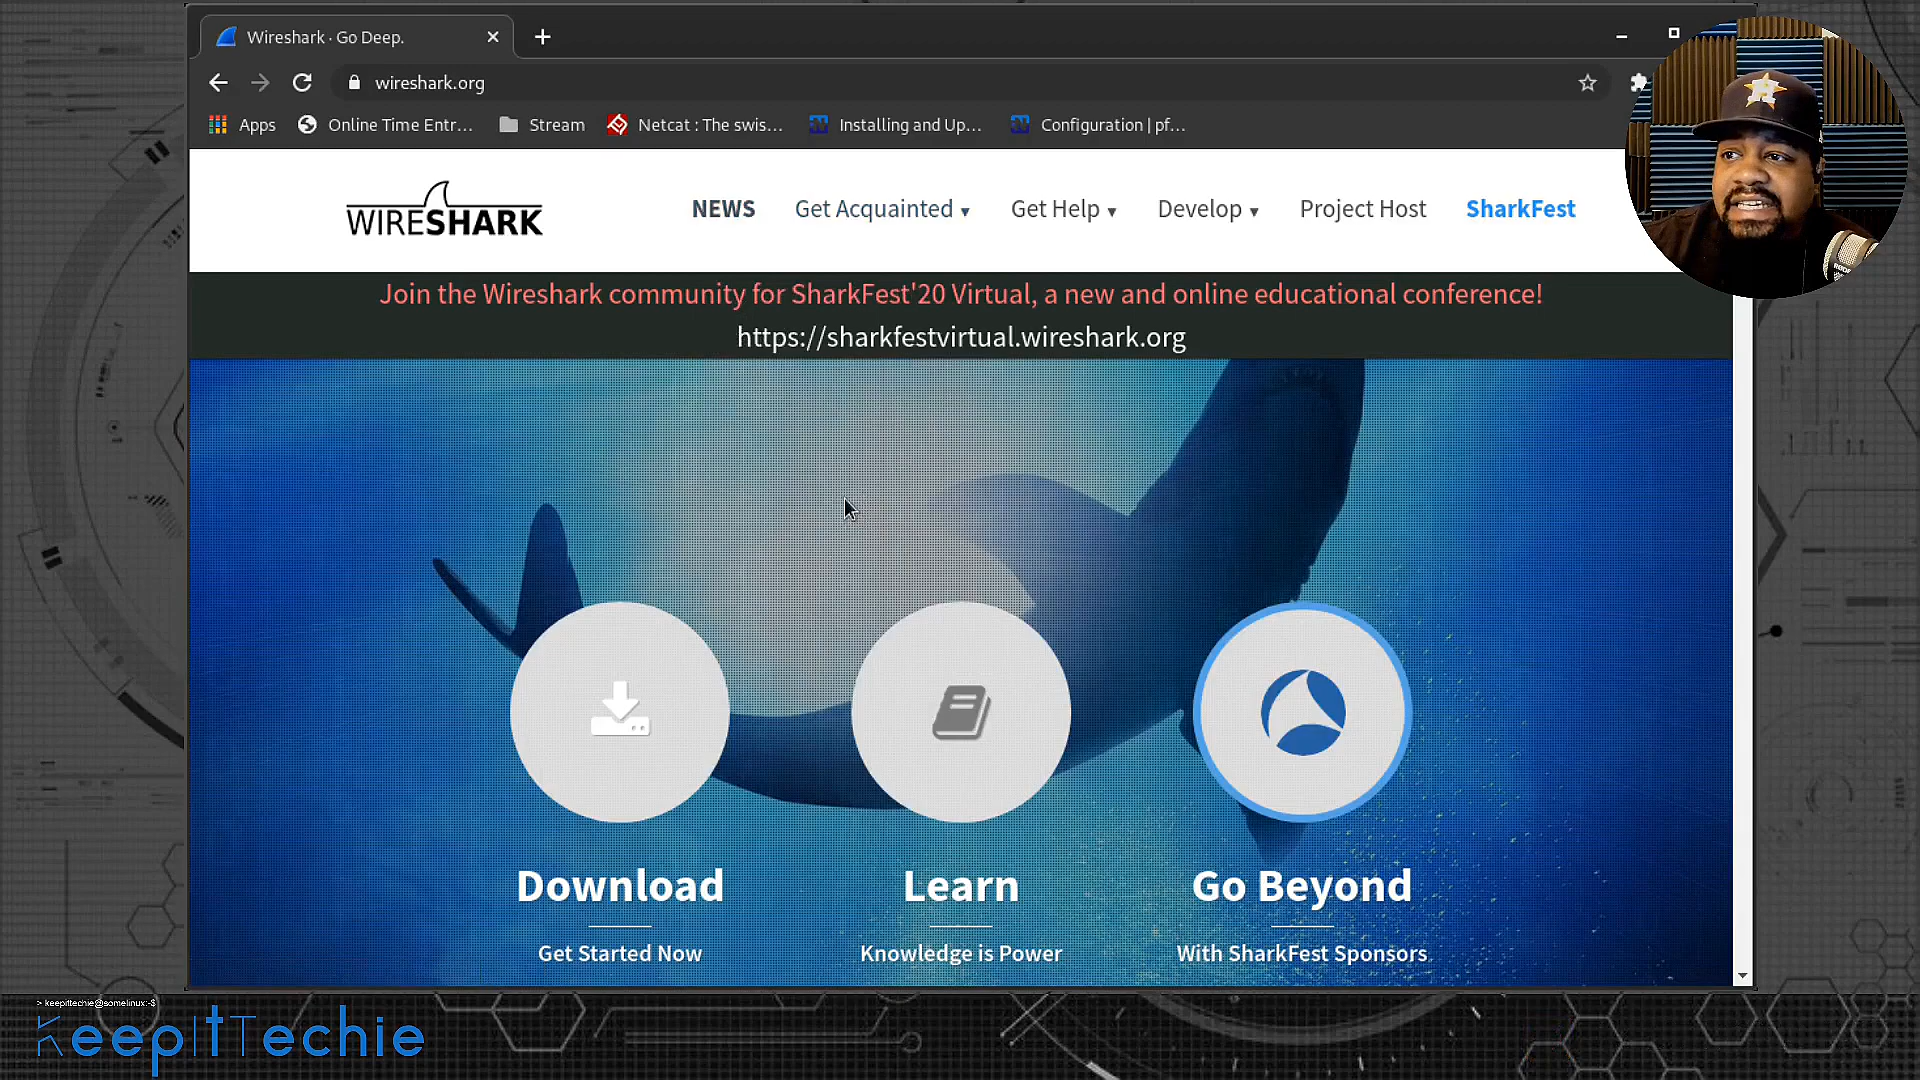 Wireshark · Go Deep.
wireshark.org
Apps
Online Time Entr...
Stream
Netcat : The swis...
Installing and Up...
Configuration | pf...
WIRESHARK
NEWS
Get Acquainted ▾
Get Help ▾
Develop ▾
Project Host
SharkFest
Join the Wireshark community for SharkFest'20 Virtual, a new and online educational conference!
https://sharkfestvirtual.wireshark.org
Download
Get Started Now
Learn
Knowledge is Power
Go Beyond
With SharkFest Sponsors
> keepittechie@somelinux:~$
KeepItTechie